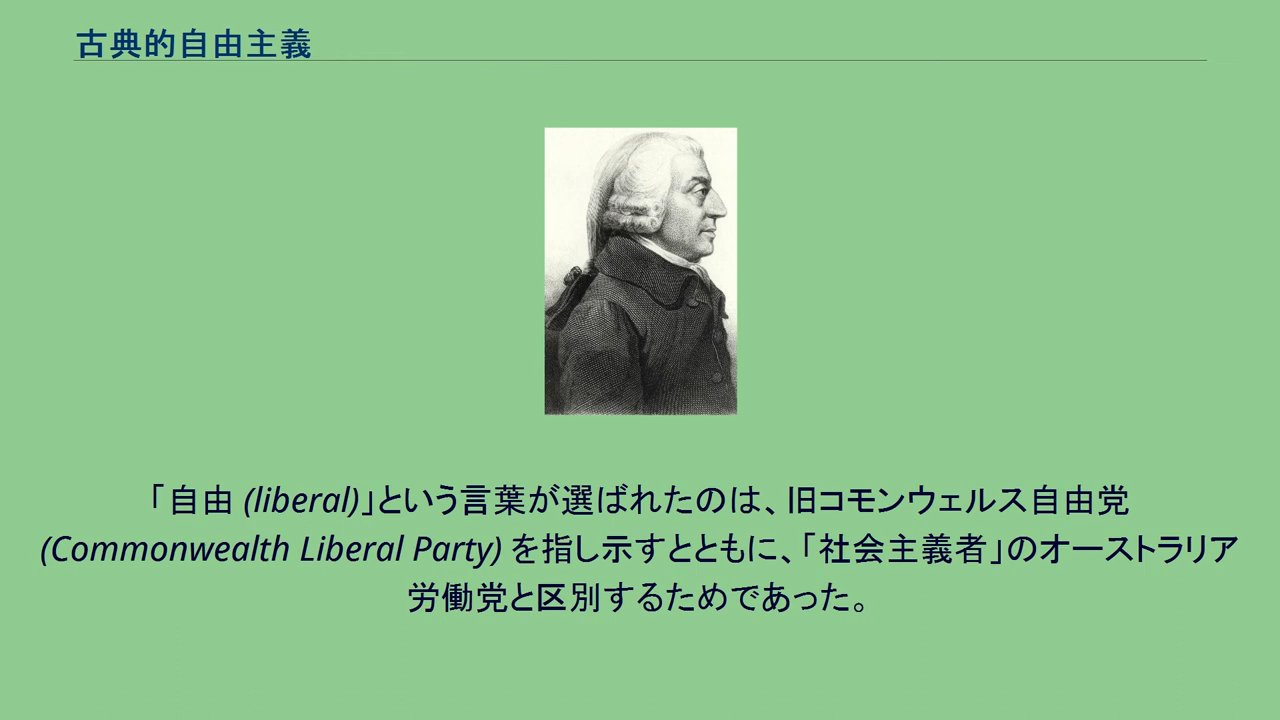 古典的自由主義
「自由 (liberal)」という言葉が選ばれたのは、旧コモンウェルス自由党
(Commonwealth Liberal Party) を指し示すとともに、「社会主義者」のオーストラリア
労働党と区別するためであった。